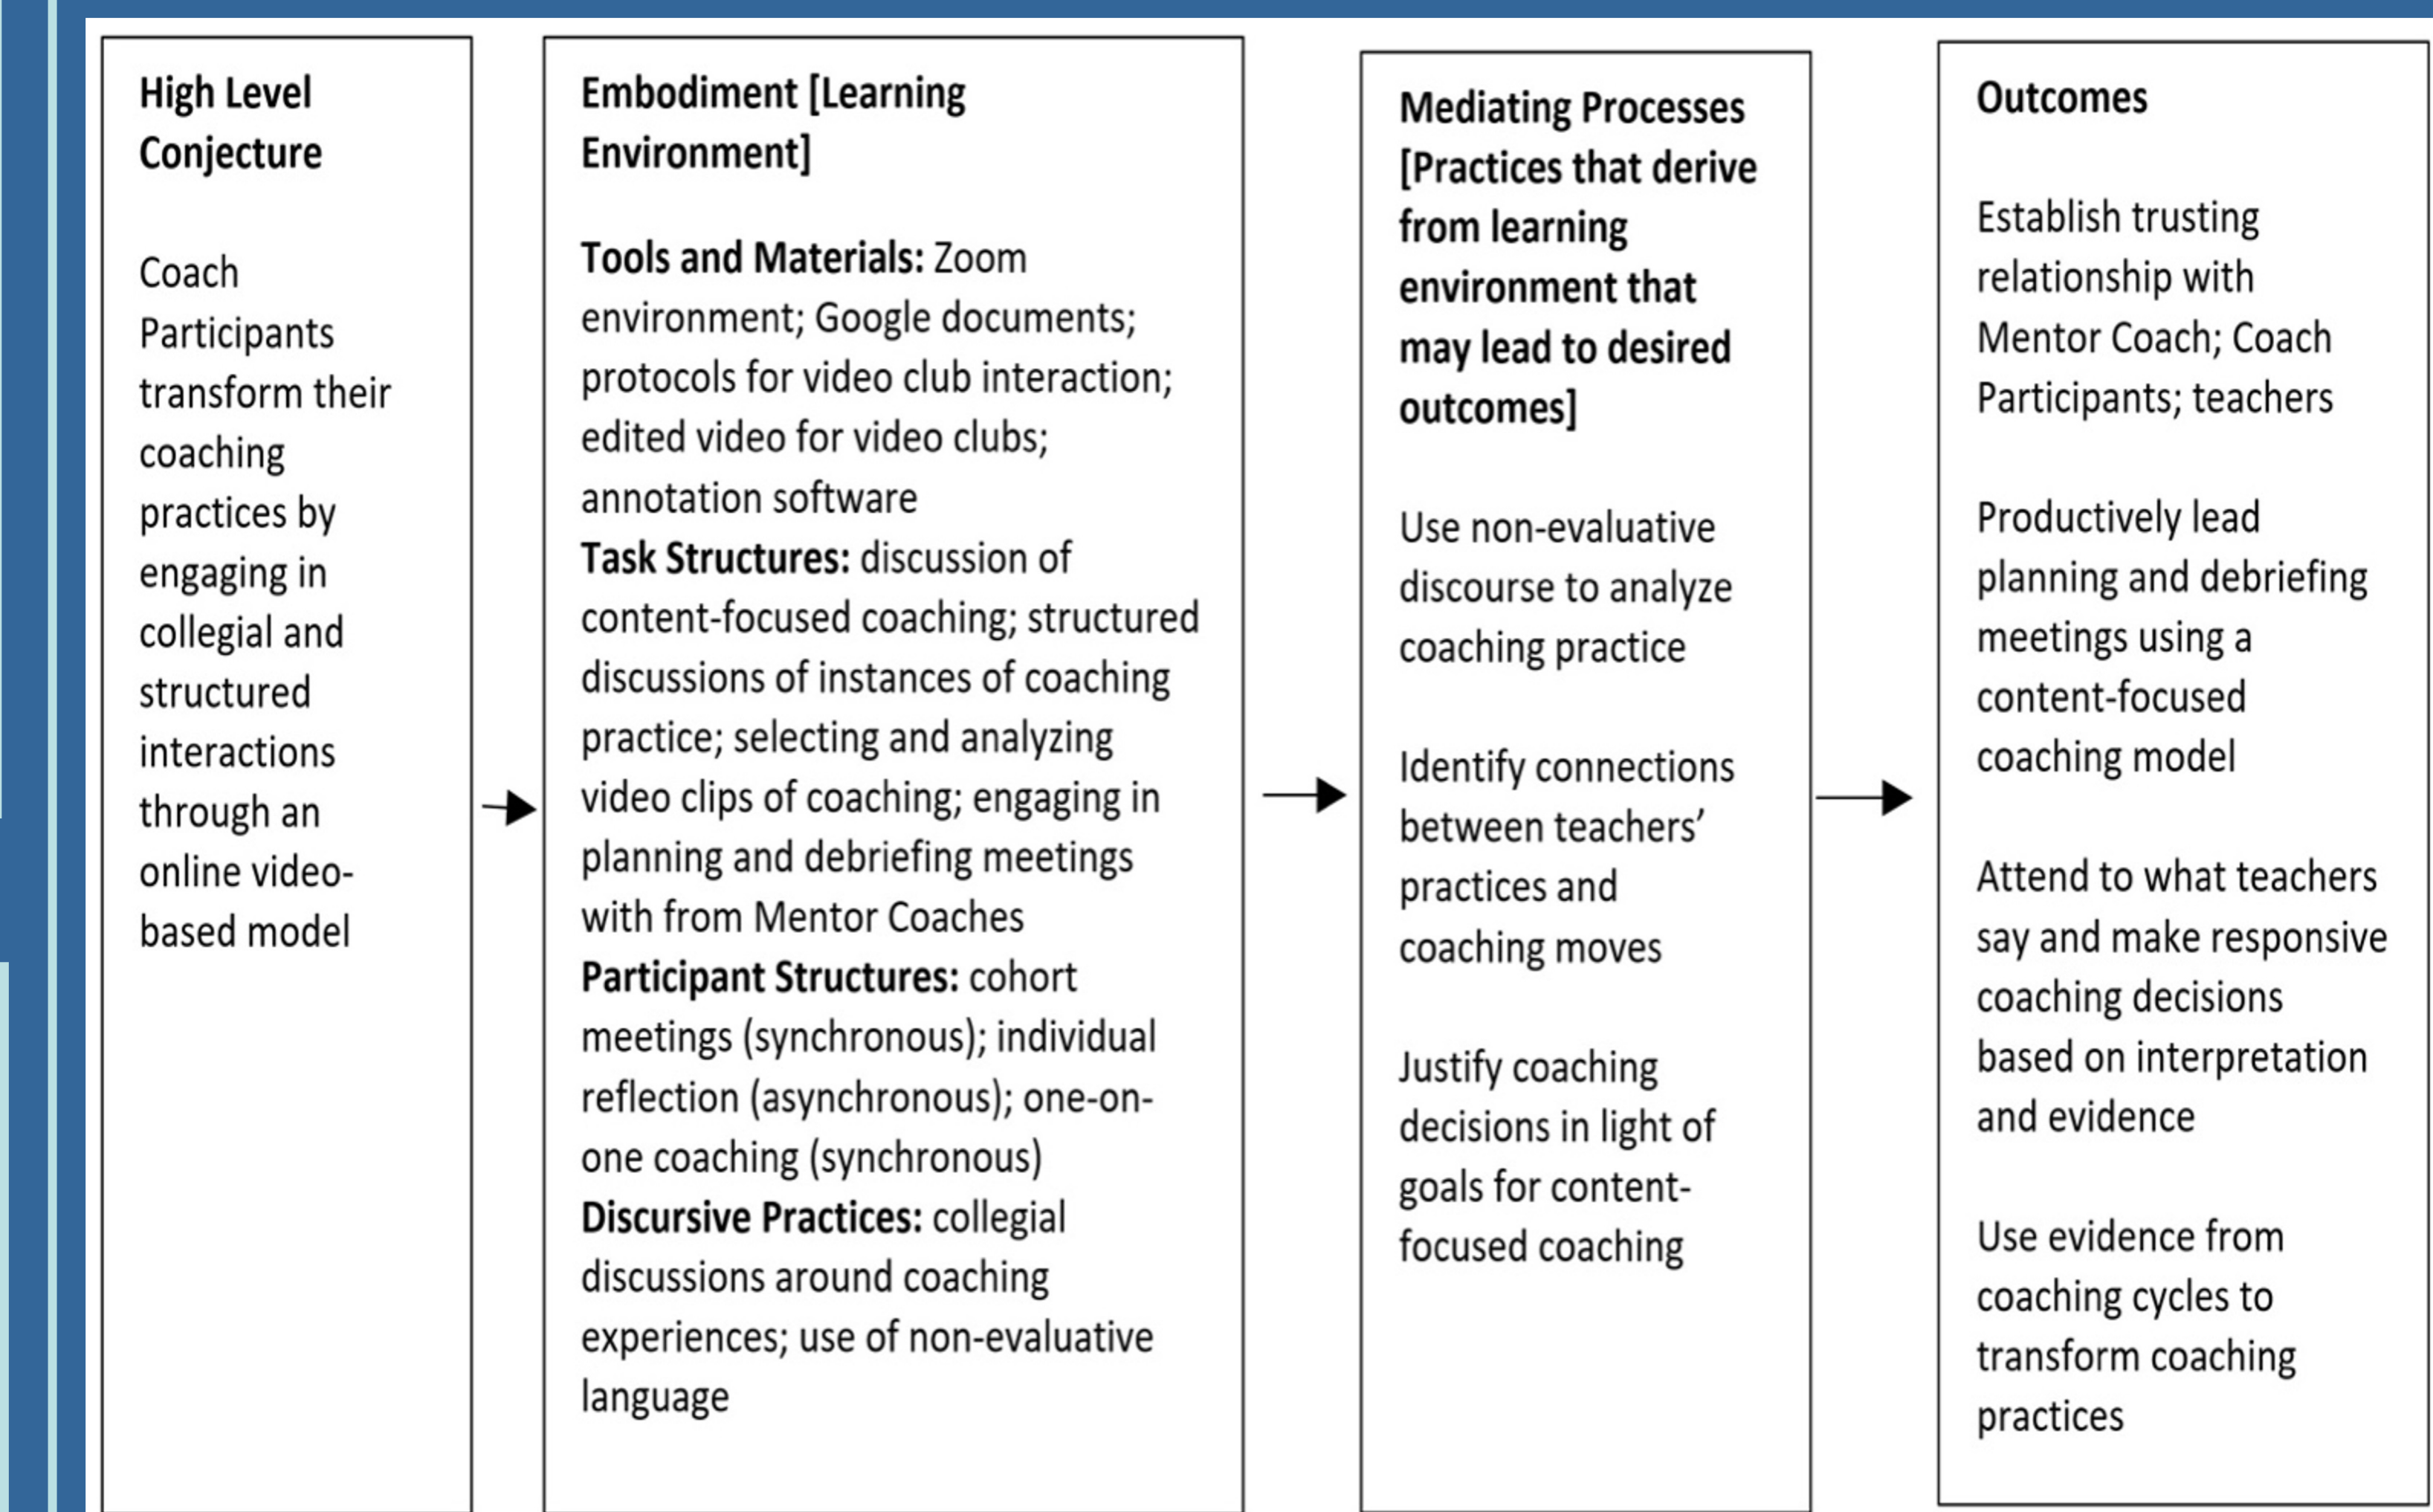 High Level
Conjecture
Coach
Participants
transform their
coaching
practices by
engaging in
collegial and
structured
interactions
through an
online video-
based model
Embodiment [Learning
Environment]
Tools and Materials: Zoom
environment; Google documents;
protocols for video club interaction;
edited video for video clubs;
annotation software
Task Structures: discussion of
content-focused coaching; structured
discussions of instances of coaching
practice; selecting and analyzing
video clips of coaching; engaging in
planning and debriefing meetings
with from Mentor Coaches
Participant Structures: cohort
meetings (synchronous); individual
reflection (asynchronous); one-on-
one coaching (synchronous)
Discursive Practices: collegial
discussions around coaching
experiences; use of non-evaluative
language
Mediating Processes
[Practices that derive
from learning
environment that
may lead to desired
outcomes]
Use non-evaluative
discourse to analyze
coaching practice
Identify connections
between teachers’
practices and
coaching moves
Justify coaching
decisions in light of
goals for content-
focused coaching
Outcomes
Establish trusting
relationship with
Mentor Coach; Coach
Participants; teachers
Productively lead
planning and debriefing
meetings using a
content-focused
coaching model
Attend to what teachers
say and make responsive
coaching decisions
based on interpretation
and evidence
Use evidence from
coaching cycles to
transform coaching
practices